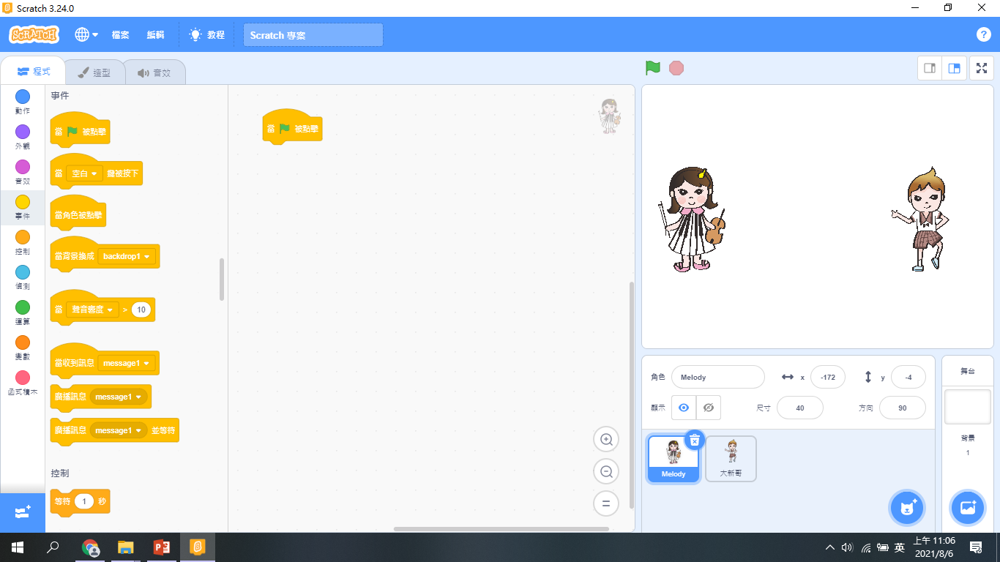 Scratch 3.24.0
SCRATCH
檔案
編輯
教程
Scratch 專案
?
程式
造型
音效
動作
外觀
音效
事件
控制
偵測
運算
變數
函式積木
事件
當 被點擊
當 空白 鍵被按下
當角色被點擊
當背景換成 backdrop1
當 聲音響度 > 10
當收到訊息 message1
廣播訊息 message1
廣播訊息 message1 並等待
控制
等待 1 秒
當 被點擊
角色 Melody x -172 y -4
顯示 尺寸 40 方向 90
Melody
大新哥
舞台
背景
1
英
上午 11:06
2021/8/6